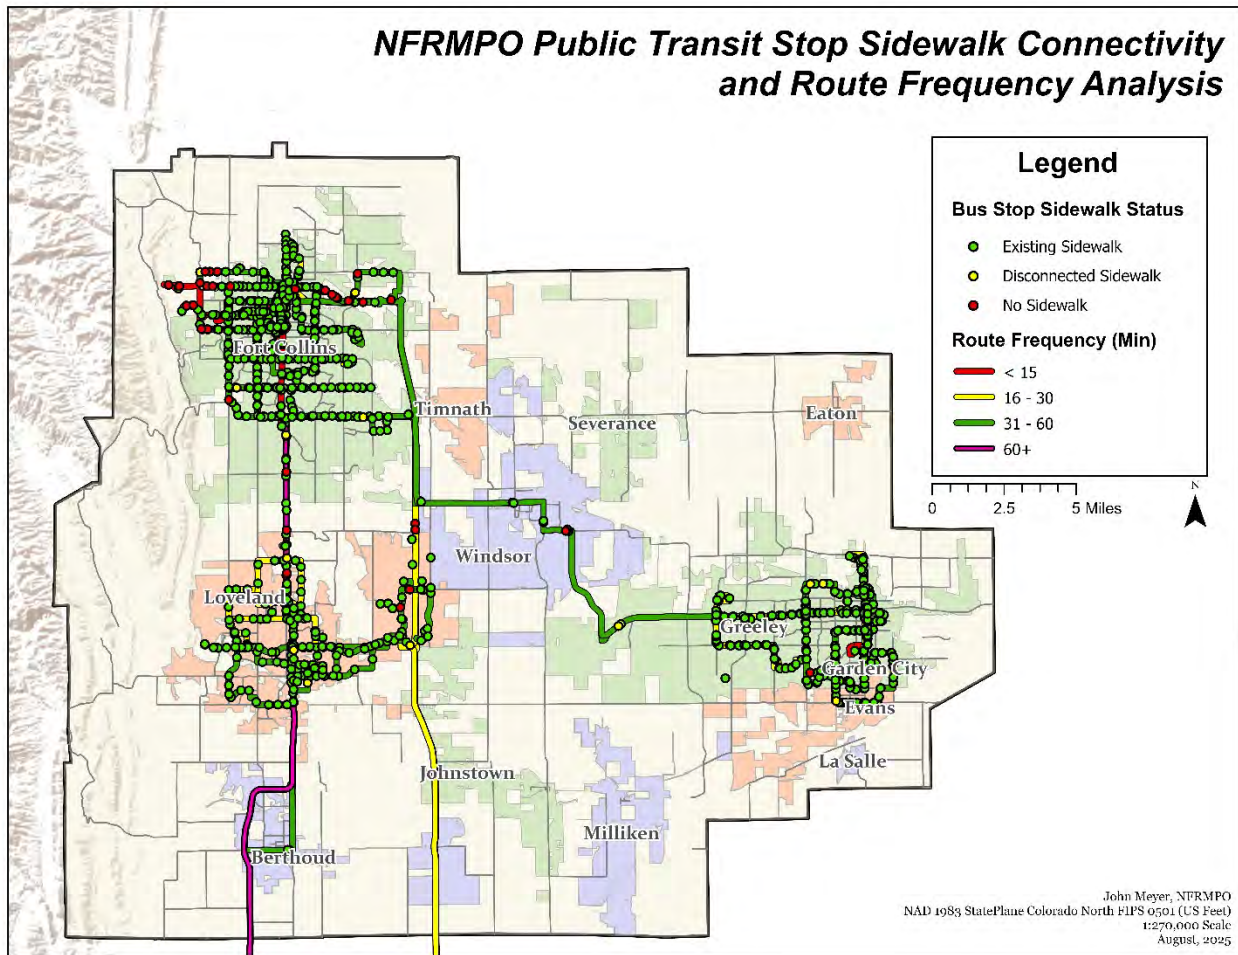 NFRMPO Public Transit Stop Sidewalk Connectivity
and Route Frequency Analysis
Legend
Bus Stop Sidewalk Status
Existing Sidewalk
Disconnected Sidewalk
No Sidewalk
Route Frequency (Min)
< 15
16 - 30
31 - 60
60+
N
0 2.5 5 Miles
Fort Collins
Timnath
Severance
Eaton
Windsor
Loveland
Greeley
Garden City
Evans
La Salle
Johnstown
Milliken
Berthoud
John Meyer, NFRMPO
NAD 1983 StatePlane Colorado North FIPS 0501 (US Feet)
1:270,000 Scale
August, 2025